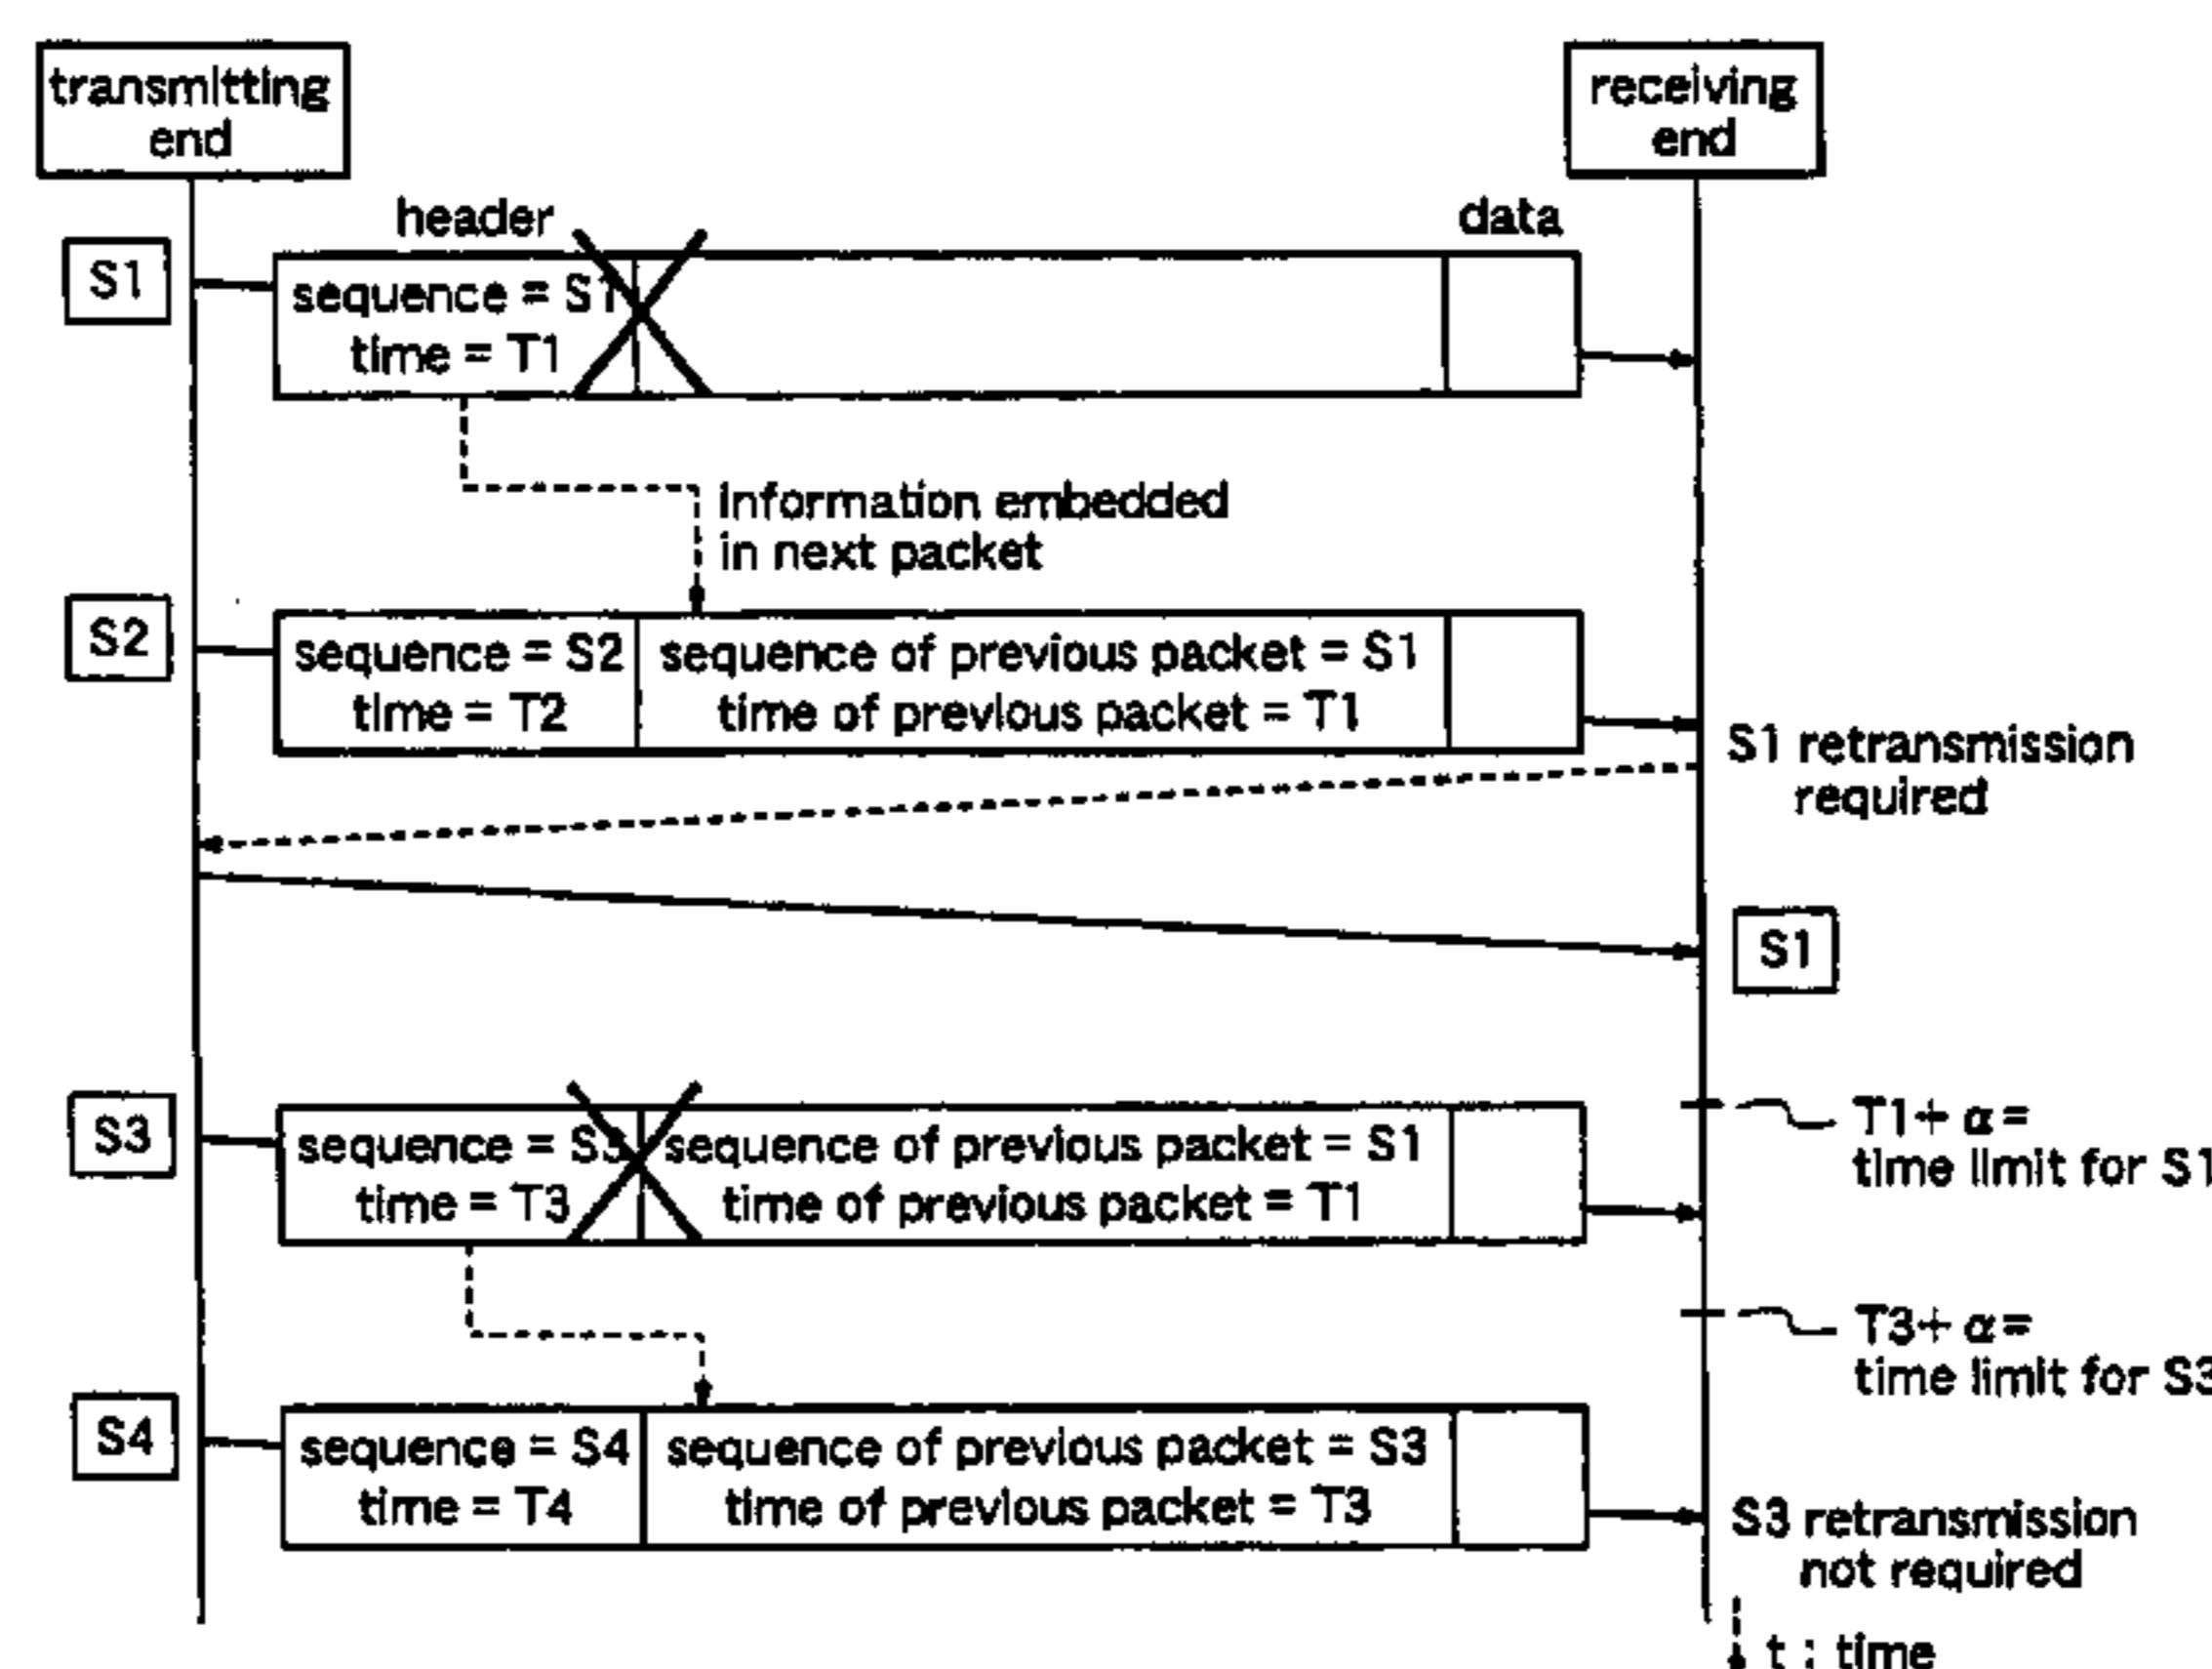 transmitting
end
receiving
end
header
data
S1
sequence = S1
time = T1
Information embedded
in next packet
S2
sequence = S2
time = T2
sequence of previous packet = S1
time of previous packet = T1
S1 retransmission
required
S1
S3
sequence = S3
time = T3
sequence of previous packet = S1
time of previous packet = T1
T1+ α =
time limit for S1
T3+ α =
time limit for S3
S4
sequence = S4
time = T4
sequence of previous packet = S3
time of previous packet = T3
S3 retransmission
not required
t : time